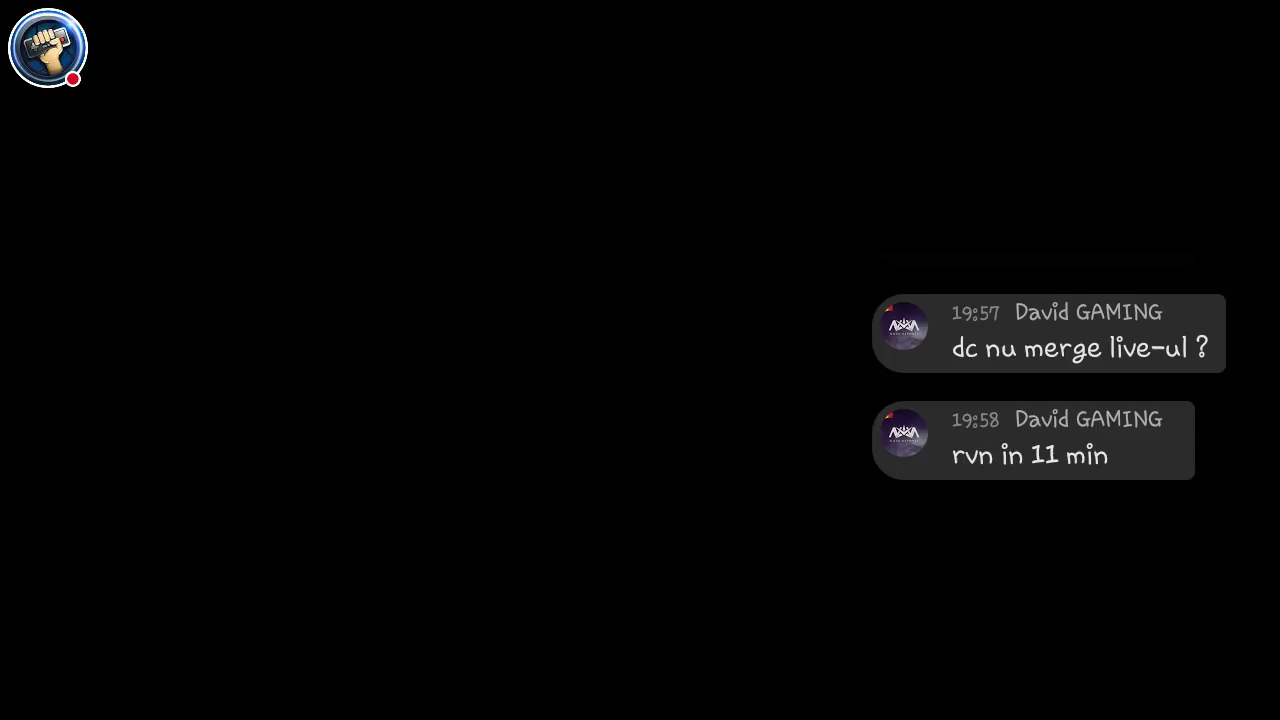 19:57 David GAMING
dc nu merge live-ul ?
19:58 David GAMING
rvn in 11 min